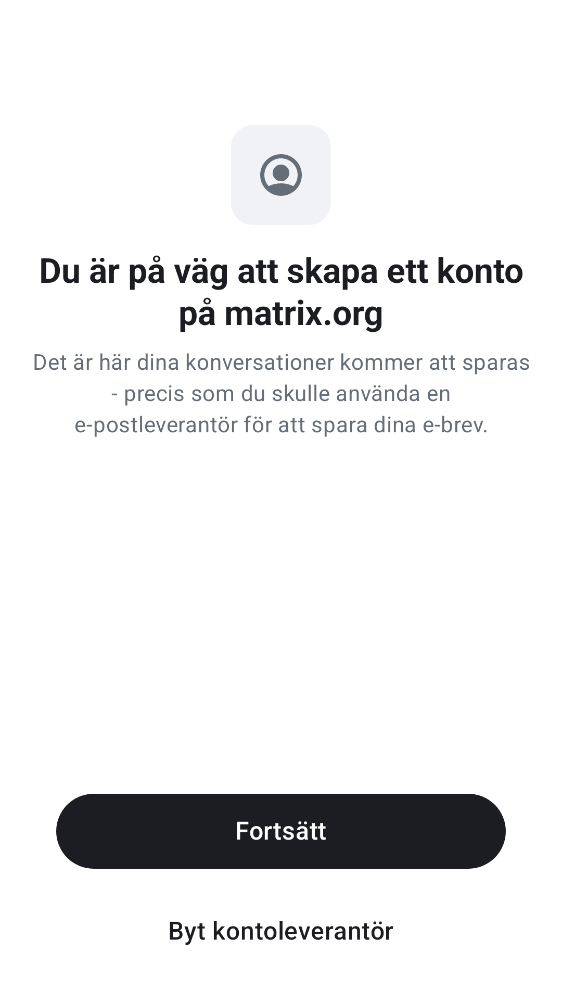 Du är på väg att skapa ett konto
på matrix.org
Det är här dina konversationer kommer att sparas
- precis som du skulle använda en
e-postleverantör för att spara dina e-brev.
Fortsätt
Byt kontoleverantör